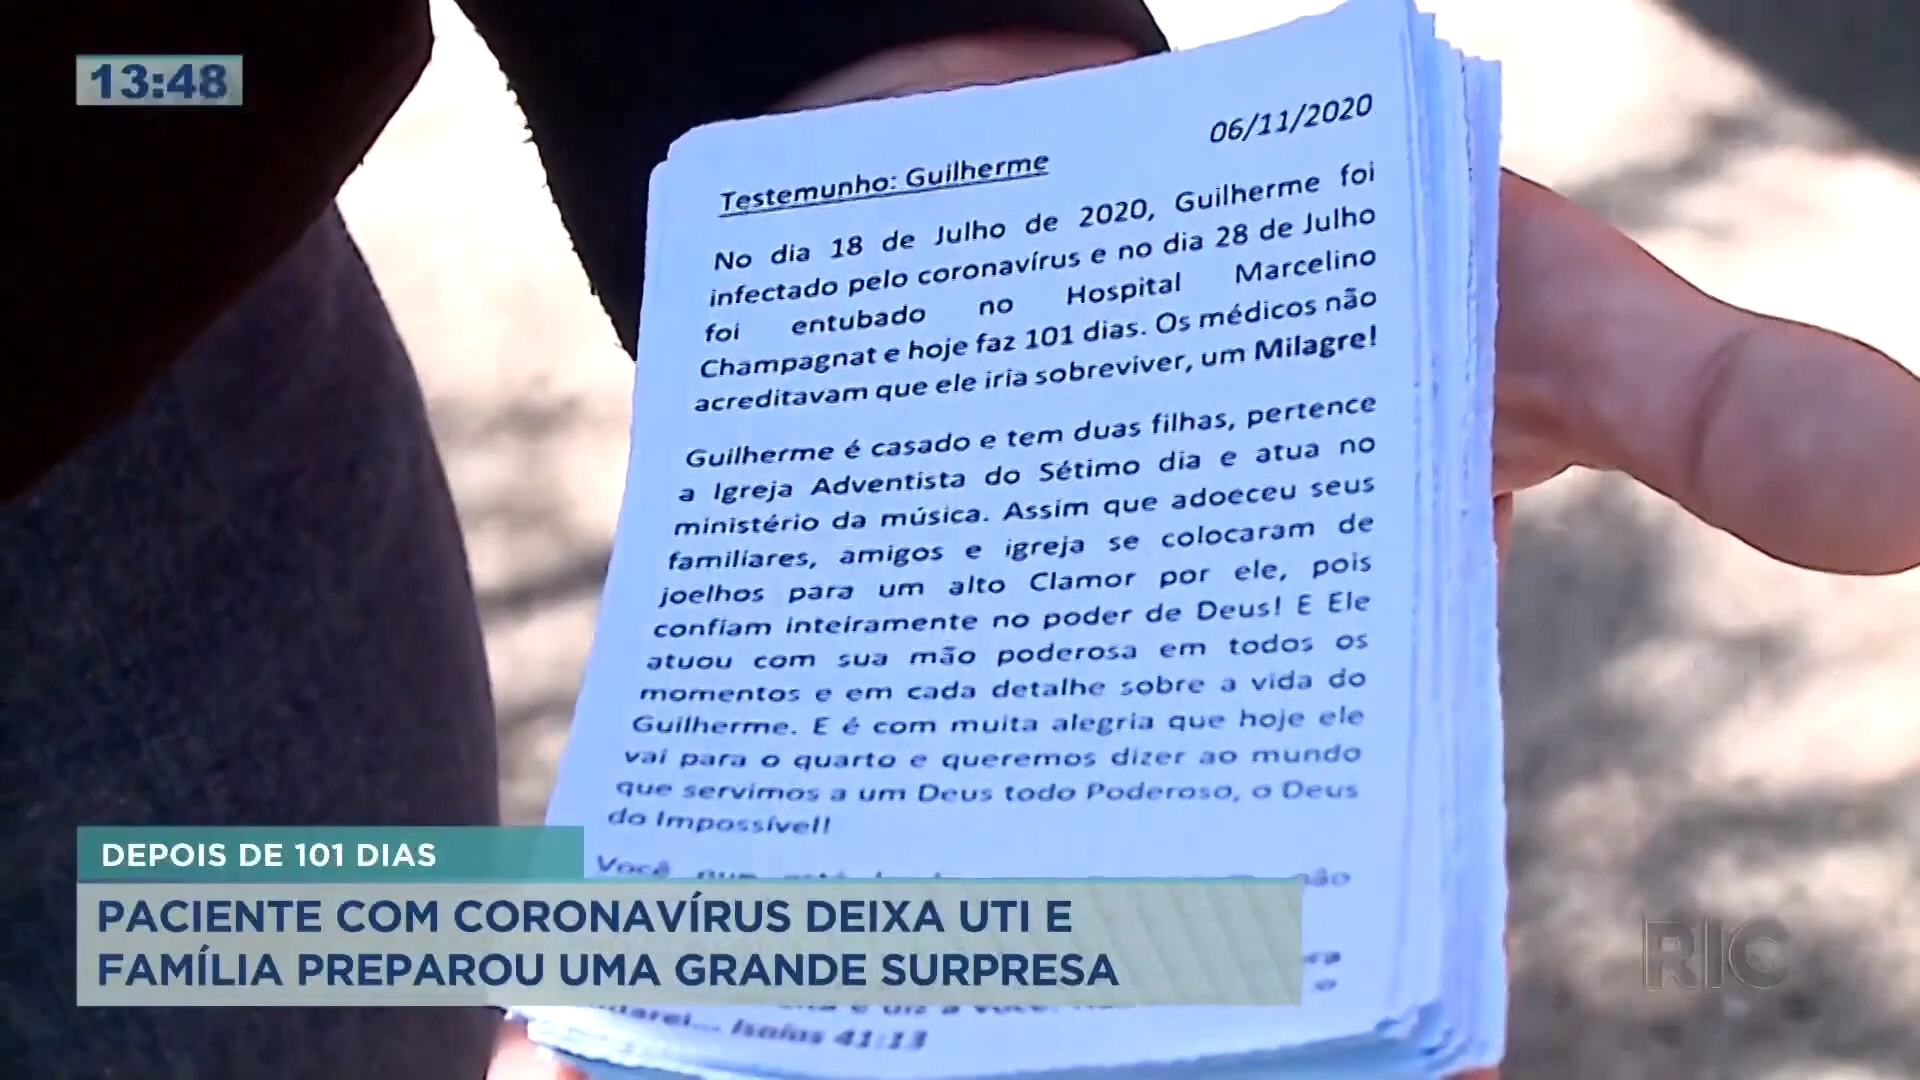 13:48
06/11/2020
Testemunho: Guilherme
No dia 18 de Julho de 2020, Guilherme foi
infectado pelo coronavírus e no dia 28 de Julho
foi entubado no Hospital Marcelino
Champagnat e hoje faz 101 dias. Os médicos não
acreditavam que ele iria sobreviver, um Milagre!
Guilherme é casado e tem duas filhas, pertence
a Igreja Adventista do Sétimo dia e atua no
ministério da música. Assim que adoeceu seus
familiares, amigos e igreja se colocaram de
joelhos para um alto Clamor por ele, pois
confiam inteiramente no poder de Deus! E Ele
atuou com sua mão poderosa em todos os
momentos e em cada detalhe sobre a vida do
Guilherme. E é com muita alegria que hoje ele
vai para o quarto e queremos dizer ao mundo
que servimos a um Deus todo Poderoso, o Deus
do Impossível!
Você
Isaías 41:13
DEPOIS DE 101 DIAS
PACIENTE COM CORONAVÍRUS DEIXA UTI E
FAMÍLIA PREPAROU UMA GRANDE SURPRESA
RIC